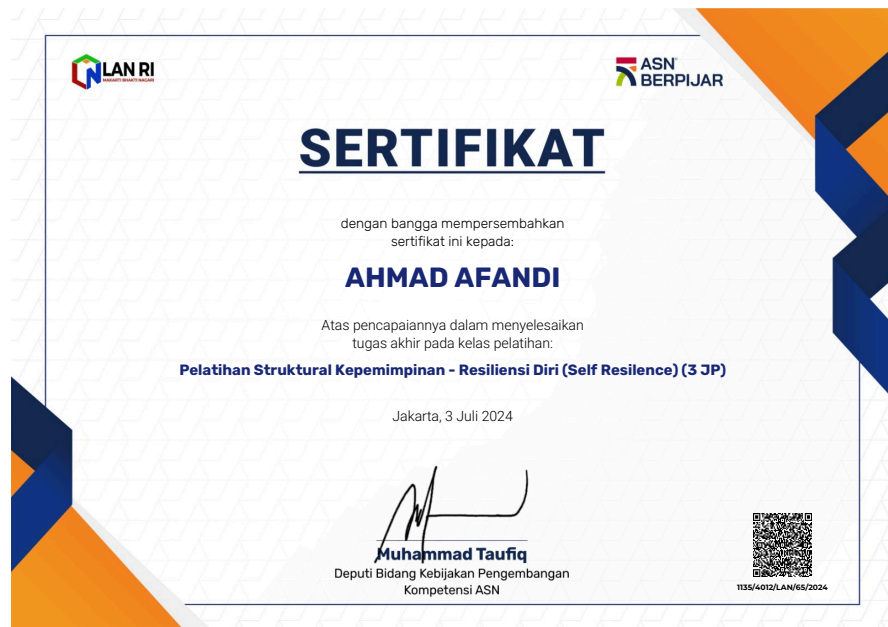 LAN RI
MAKARTI BHAKTI NAGARI
ASN
BERPIJAR
SERTIFIKAT
dengan bangga mempersembahkan
sertifikat ini kepada:
AHMAD AFANDI
Atas pencapaiannya dalam menyelesaikan
tugas akhir pada kelas pelatihan:
Pelatihan Struktural Kepemimpinan - Resiliensi Diri (Self Resilence) (3 JP)
Jakarta, 3 Juli 2024
Muhammad Taufiq
Deputi Bidang Kebijakan Pengembangan
Kompetensi ASN
1135/4012/LAN/65/2024